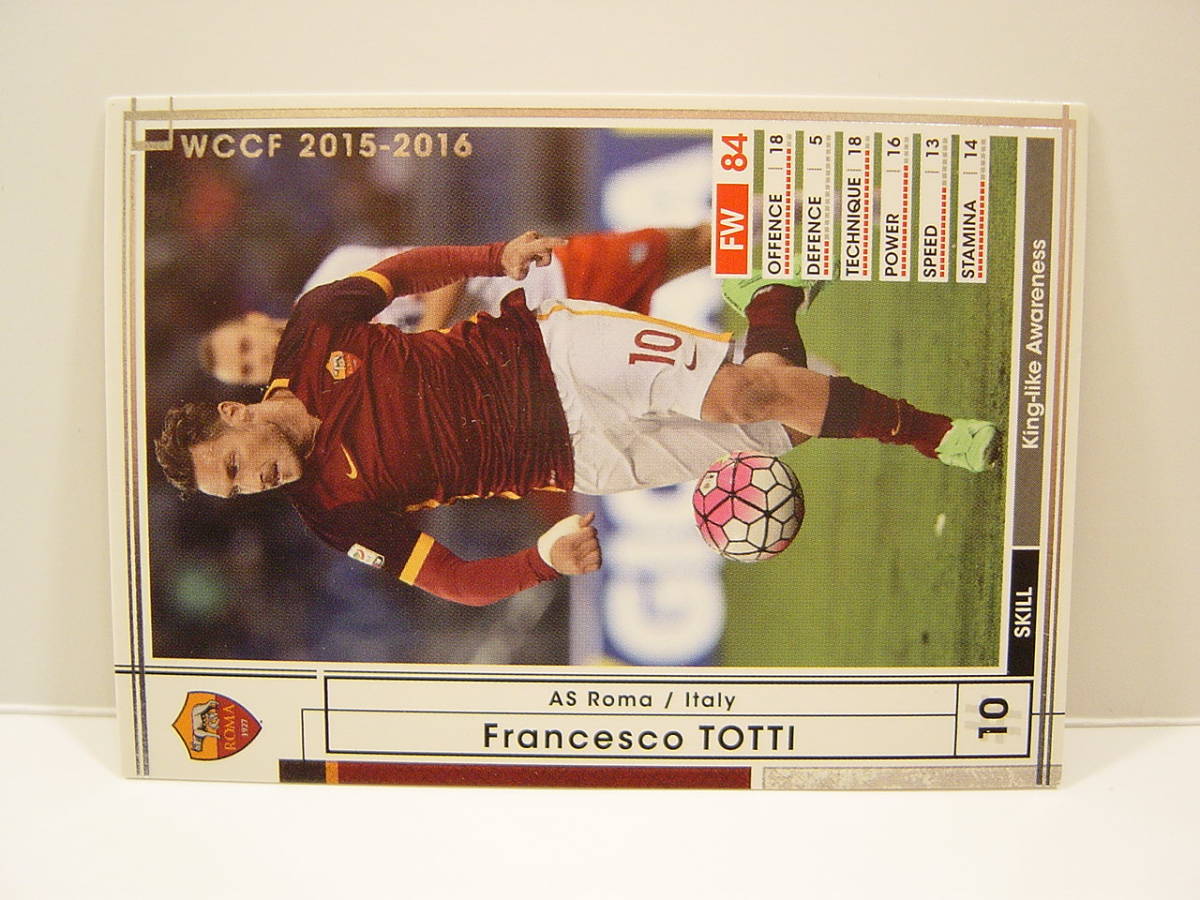 WCCF 2015-2016
FW 84
OFFENCE 18
DEFENCE 5
TECHNIQUE 18
POWER 16
SPEED 13
STAMINA 14
10
SKILL King-like Awareness
ROMA
1927
AS Roma / Italy
Francesco TOTTI
10